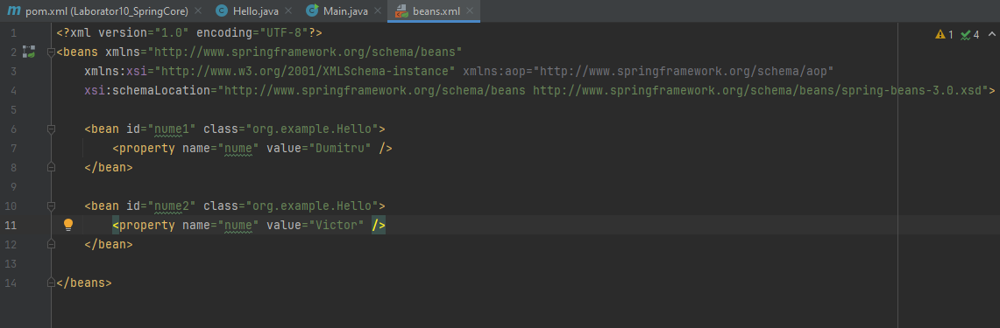 pom.xml (Laborator10_SpringCore) Hello.java Main.java beans.xml
1 <?xml version="1.0" encoding="UTF-8"?> 1 4
2 <beans xmlns="http://www.springframework.org/schema/beans"
3 xmlns:xsi="http://www.w3.org/2001/XMLSchema-instance" xmlns:aop="http://www.springframework.org/schema/aop"
4 xsi:schemaLocation="http://www.springframework.org/schema/beans http://www.springframework.org/schema/beans/spring-beans-3.0.xsd">
5
6 <bean id="nume1" class="org.example.Hello">
7 <property name="nume" value="Dumitru" />
8 </bean>
9
10 <bean id="nume2" class="org.example.Hello">
11 <property name="nume" value="Victor" />
12 </bean>
13
14 </beans>